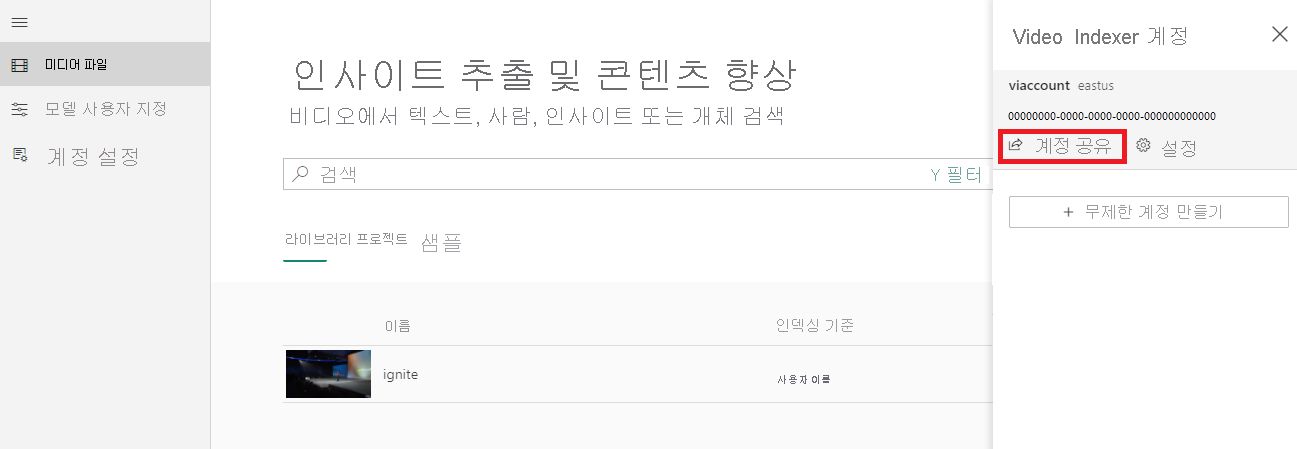 미디어 파일
모델 사용자 지정
계정 설정
인사이트 추출 및 콘텐츠 향상
비디오에서 텍스트, 사람, 인사이트 또는 개체 검색
검색 Y 필터
라이브러리 프로젝트 샘플
이름 인덱싱 기준
ignite 사용자 이름
Video Indexer 계정
viaccount eastus
00000000-0000-0000-0000-000000000000
계정 공유 설정
+ 무제한 계정 만들기